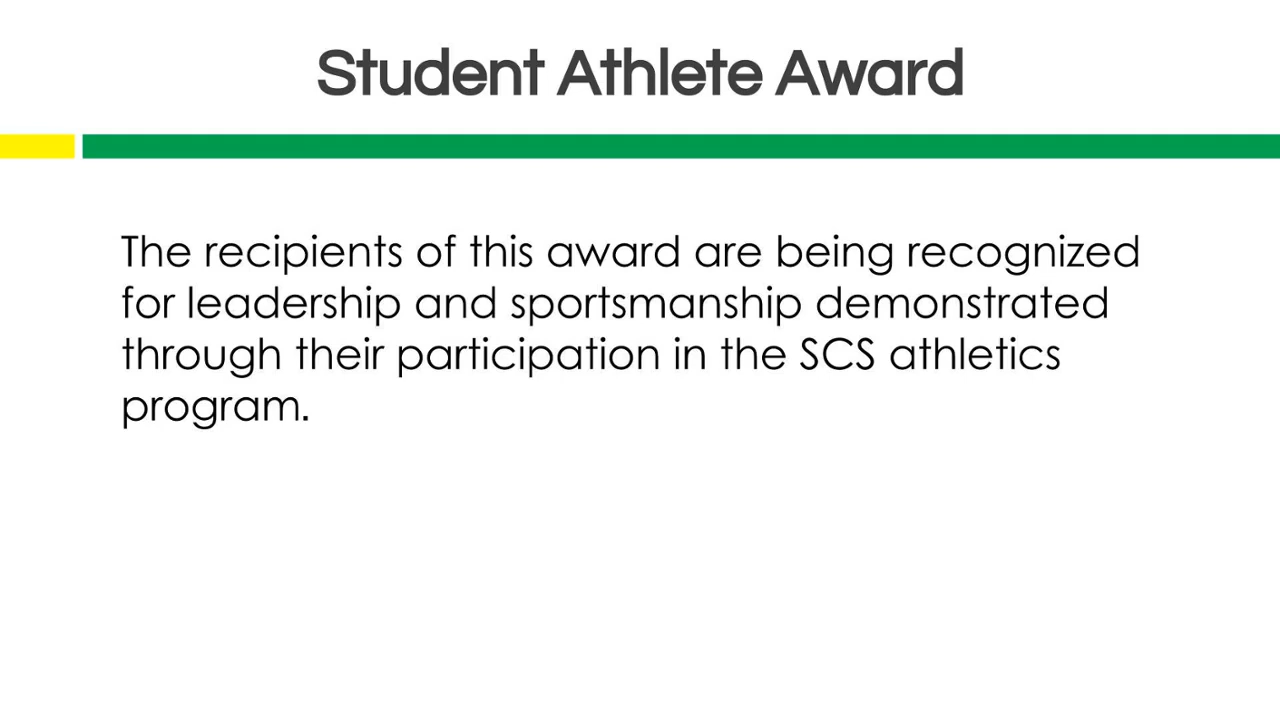 Student Athlete Award
The recipients of this award are being recognized
for leadership and sportsmanship demonstrated
through their participation in the SCS athletics
program.